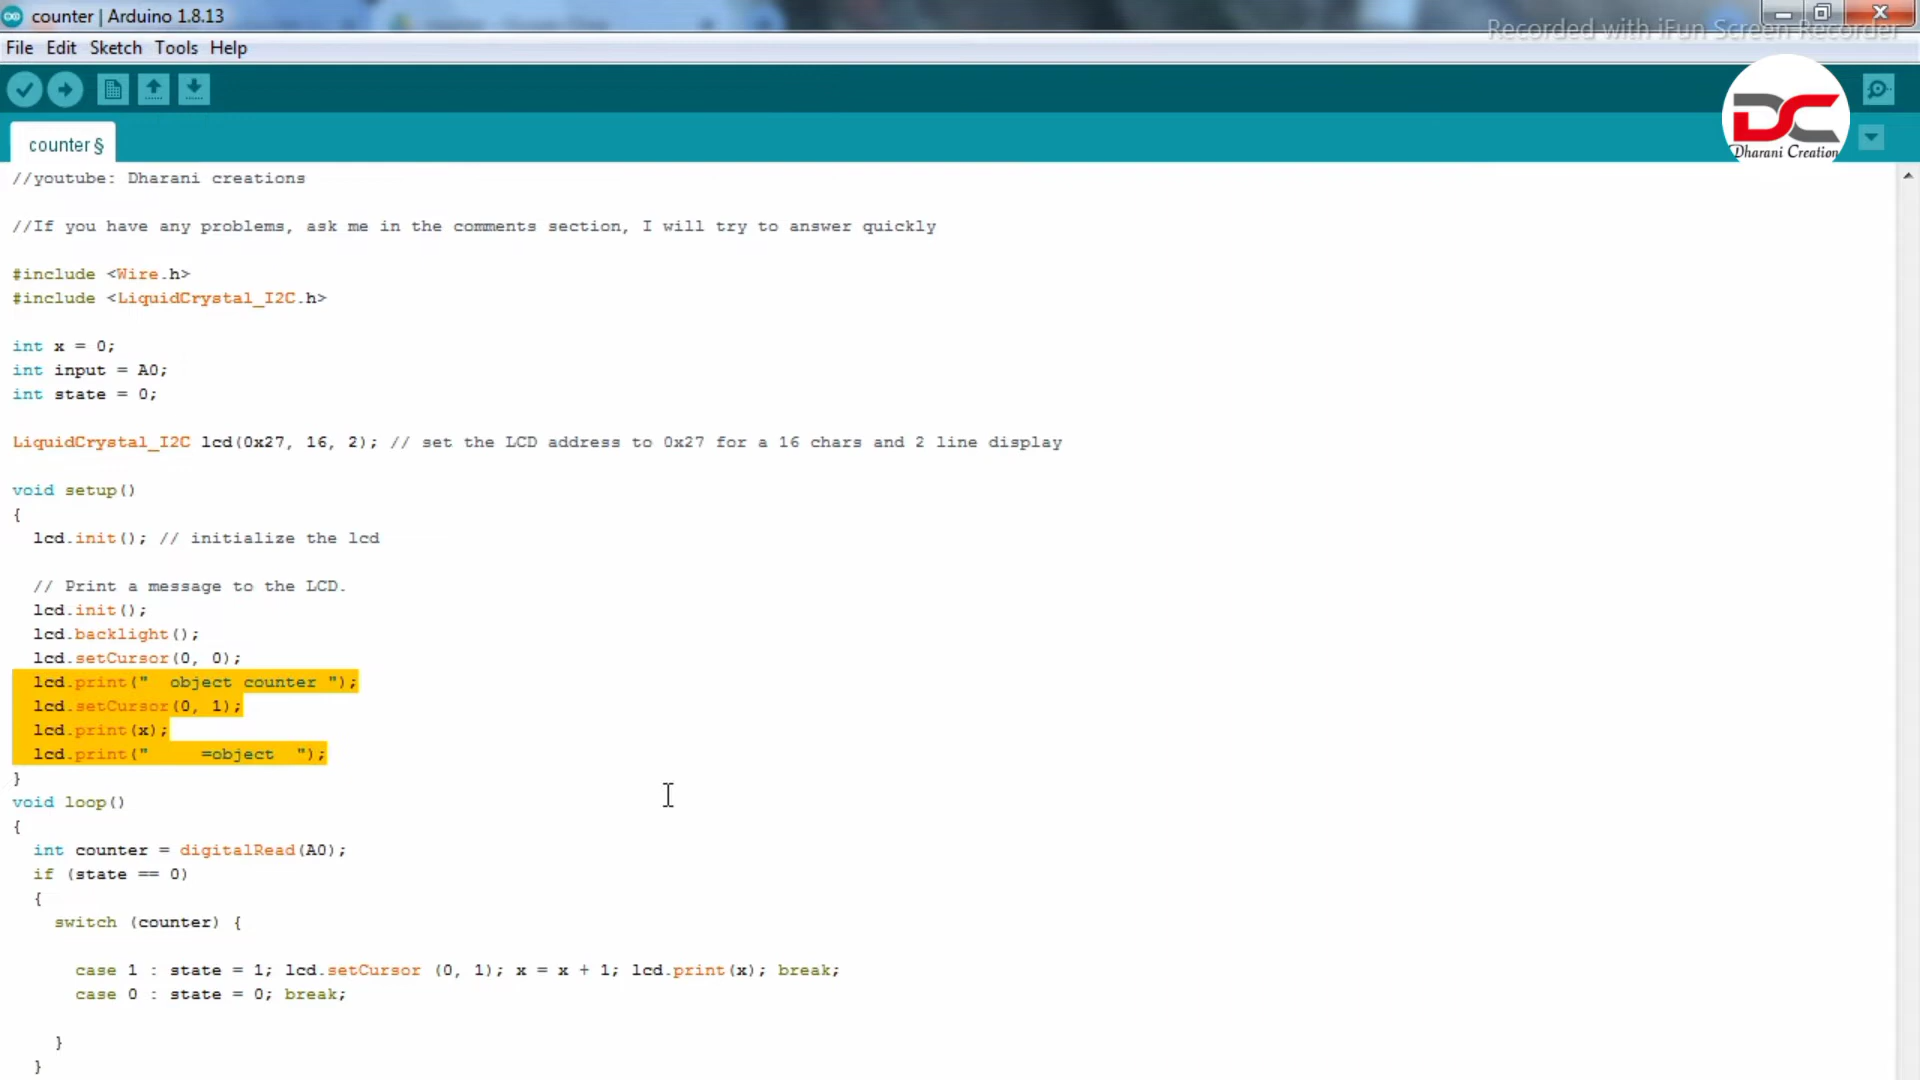 counter | Arduino 1.8.13
Recorded with iFun Screen Recorder
File Edit Sketch Tools Help
DC
Dharani Creation
counter §
//youtube: Dharani creations
//If you have any problems, ask me in the comments section, I will try to answer quickly
#include <Wire.h>
#include <LiquidCrystal_I2C.h>
int x = 0;
int input = A0;
int state = 0;
LiquidCrystal_I2C lcd(0x27, 16, 2); // set the LCD address to 0x27 for a 16 chars and 2 line display
void setup()
{
  lcd.init(); // initialize the lcd
  // Print a message to the LCD.
  lcd.init();
  lcd.backlight();
  lcd.setCursor(0, 0);
  lcd.print("  object counter ");
  lcd.setCursor(0, 1);
  lcd.print(x);
  lcd.print("     =object  ");
}
void loop()
{
  int counter = digitalRead(A0);
  if (state == 0)
  {
    switch (counter) {
      case 1 : state = 1; lcd.setCursor (0, 1); x = x + 1; lcd.print(x); break;
      case 0 : state = 0; break;
    }
  }